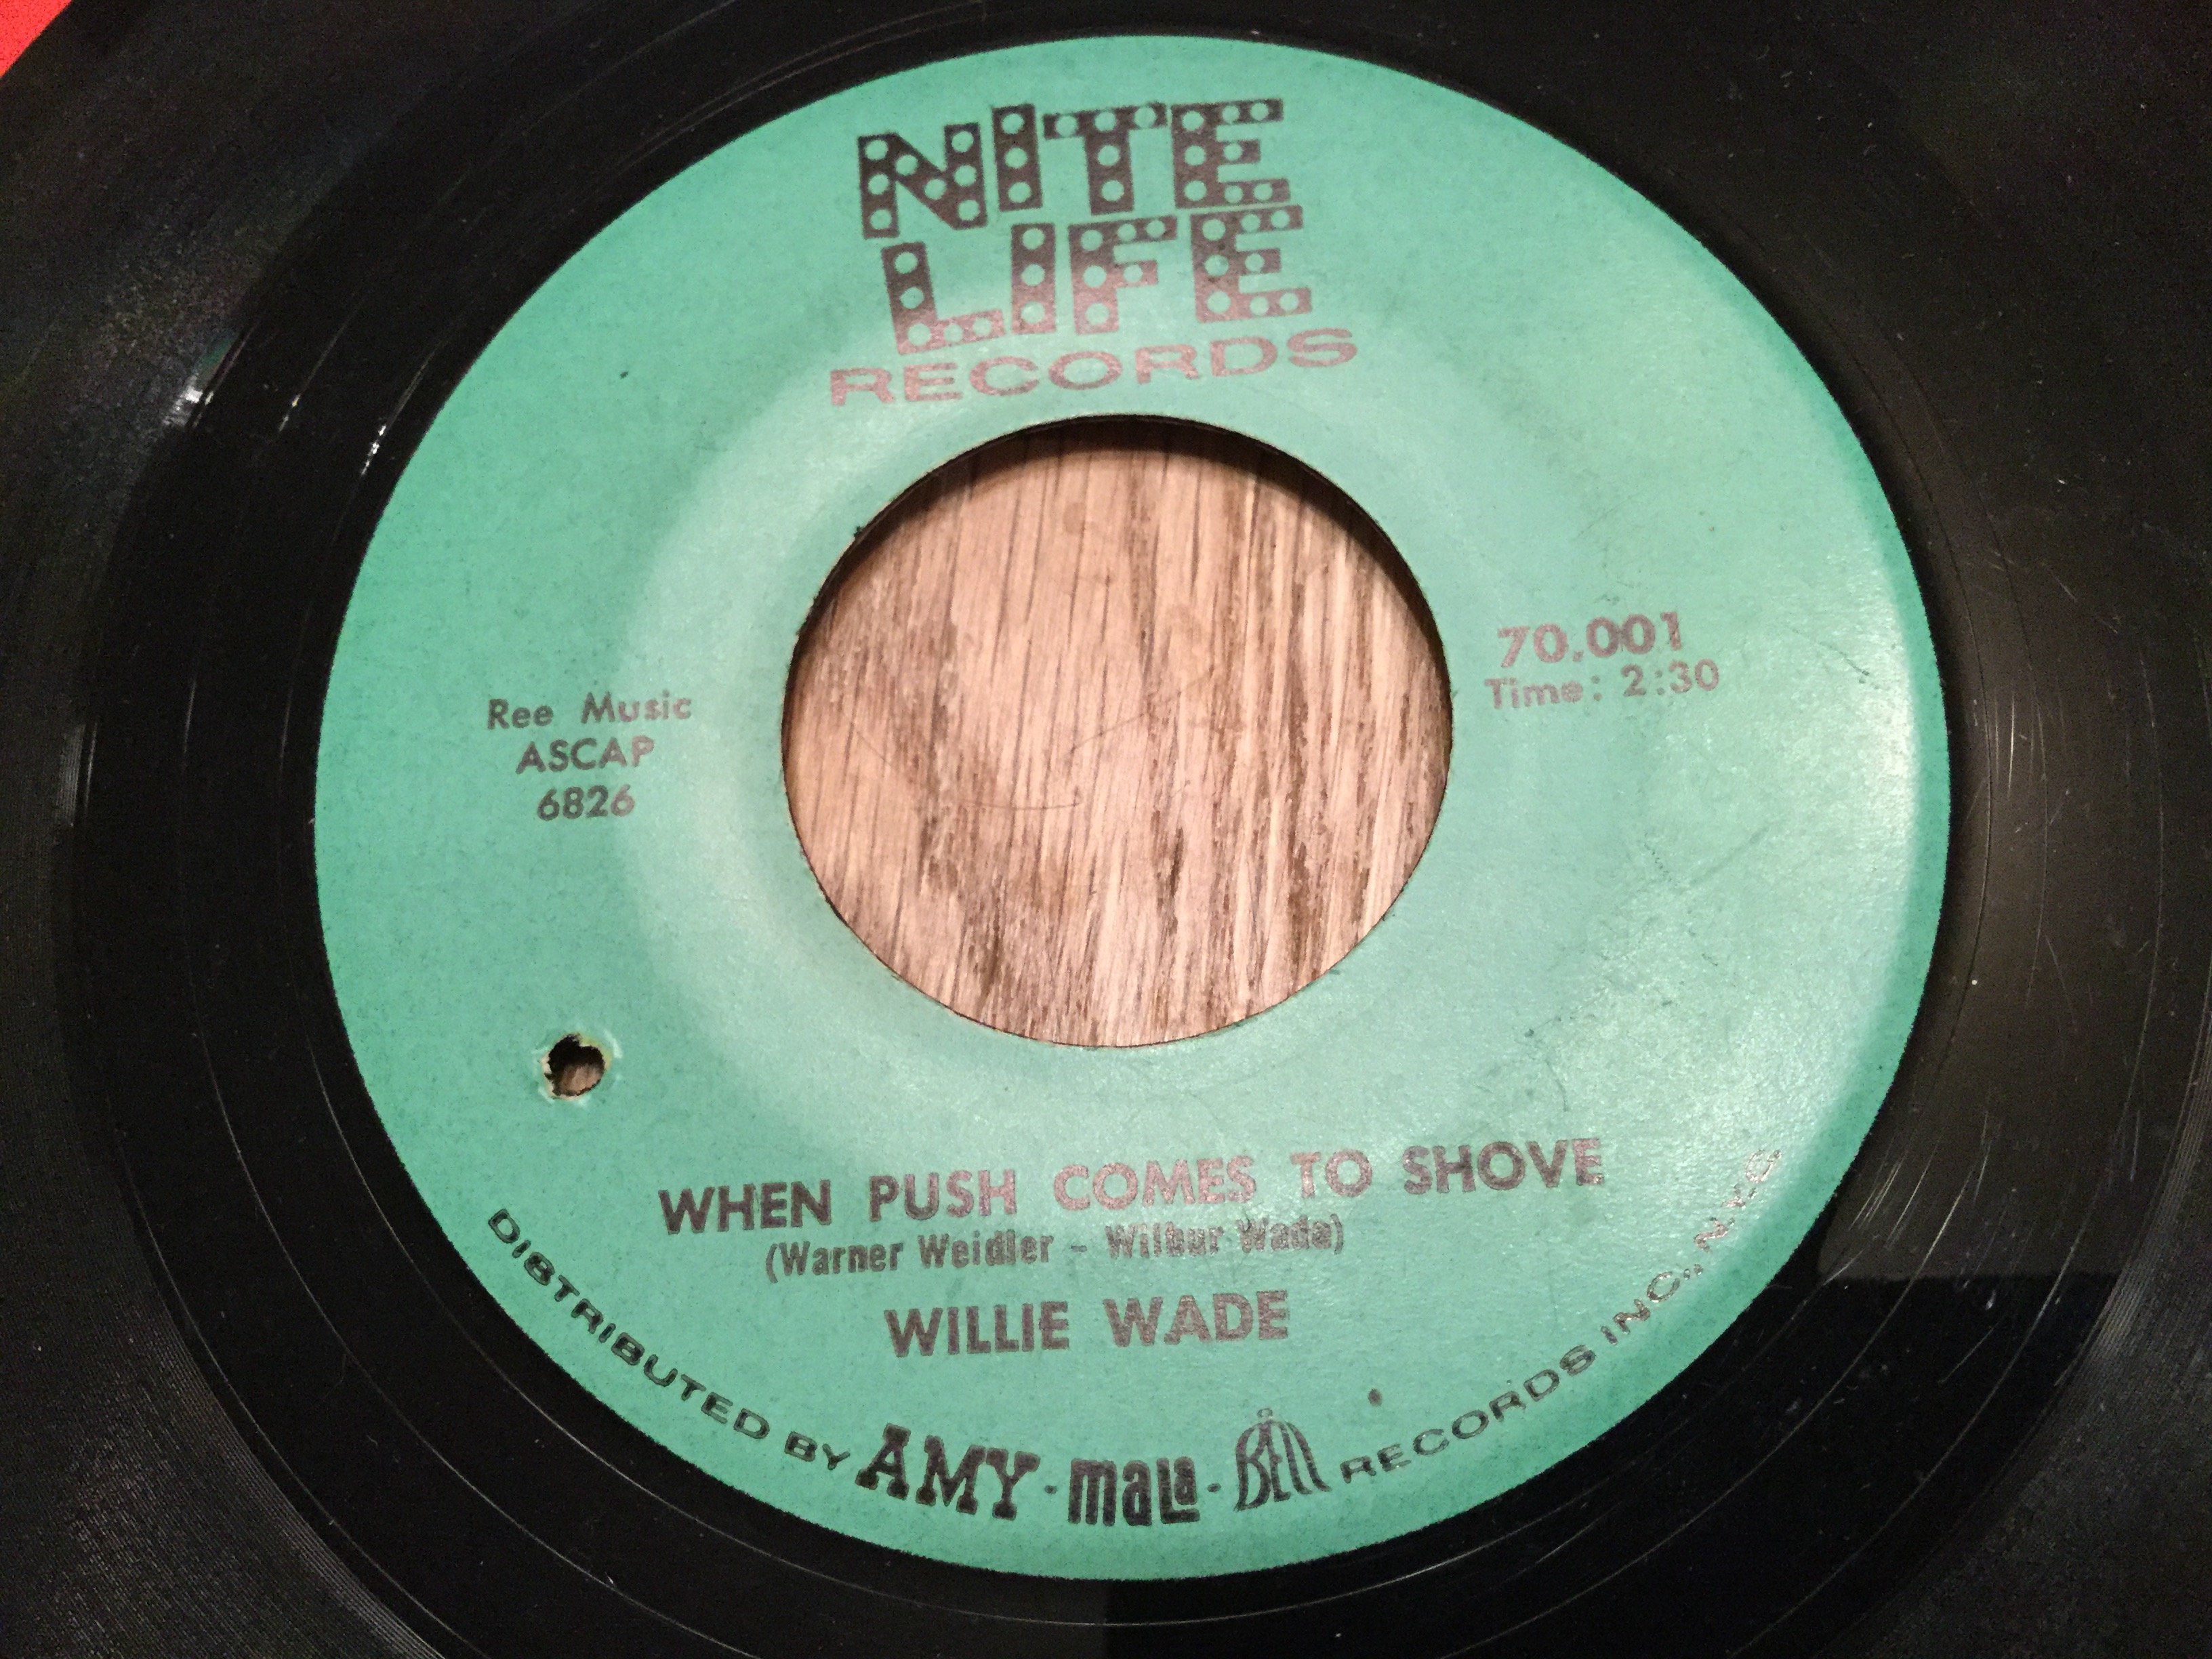 NITE
LIFE
RECORDS
70.001
Time: 2:30
Ree Music
ASCAP
6826
WHEN PUSH COMES TO SHOVE
(Warner Weidler - Wilbur Wade)
WILLIE WADE
DISTRIBUTED BY AMY · mala · BELL RECORDS INC., N.Y.C